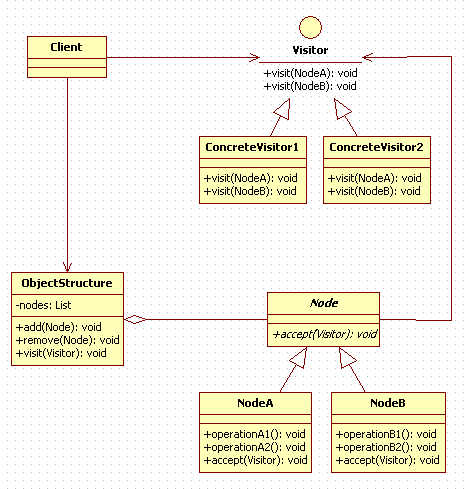 Client
Visitor
+visit(NodeA): void
+visit(NodeB): void
ConcreteVisitor1
+visit(NodeA): void
+visit(NodeB): void
ConcreteVisitor2
+visit(NodeA): void
+visit(NodeB): void
ObjectStructure
-nodes: List
+add(Node): void
+remove(Node): void
+visit(Visitor): void
Node
+accept(Visitor): void
NodeA
+operationA1(): void
+operationA2(): void
+accept(Visitor): void
NodeB
+operationB1(): void
+operationB2(): void
+accept(Visitor): void